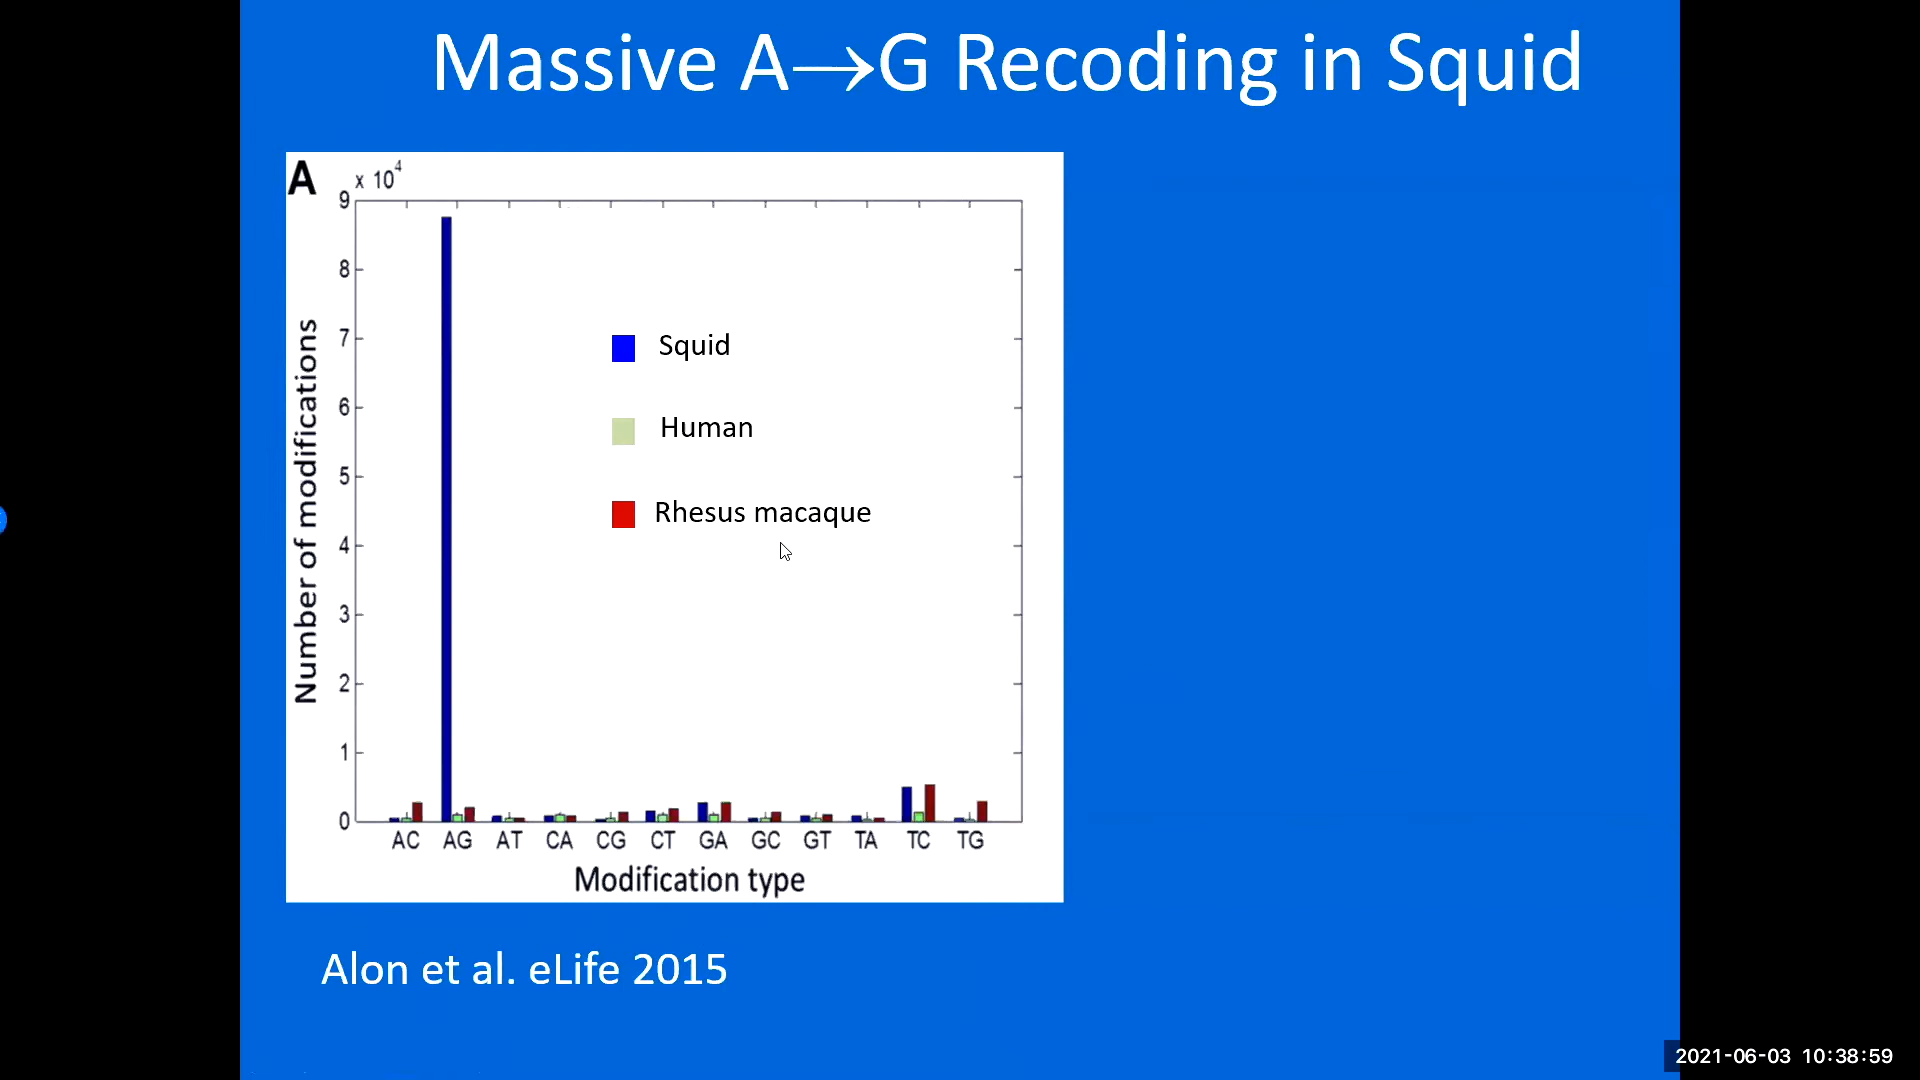 Massive A→G Recoding in Squid
A
x 10⁴
9
8
7
6
5
4
3
2
1
0
Number of modifications
Squid
Human
Rhesus macaque
AC AG AT CA CG CT GA GC GT TA TC TG
Modification type
Alon et al. eLife 2015
2021-06-03 10:38:59